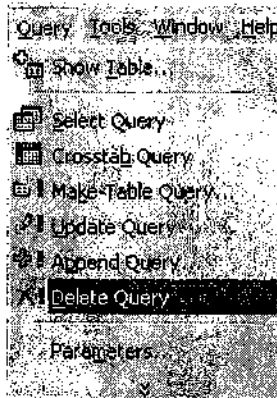 Query Tools Window Help
Show Table...
Select Query
Crosstab Query
Make-Table Query...
Update Query
Append Query
Delete Query
Parameters...